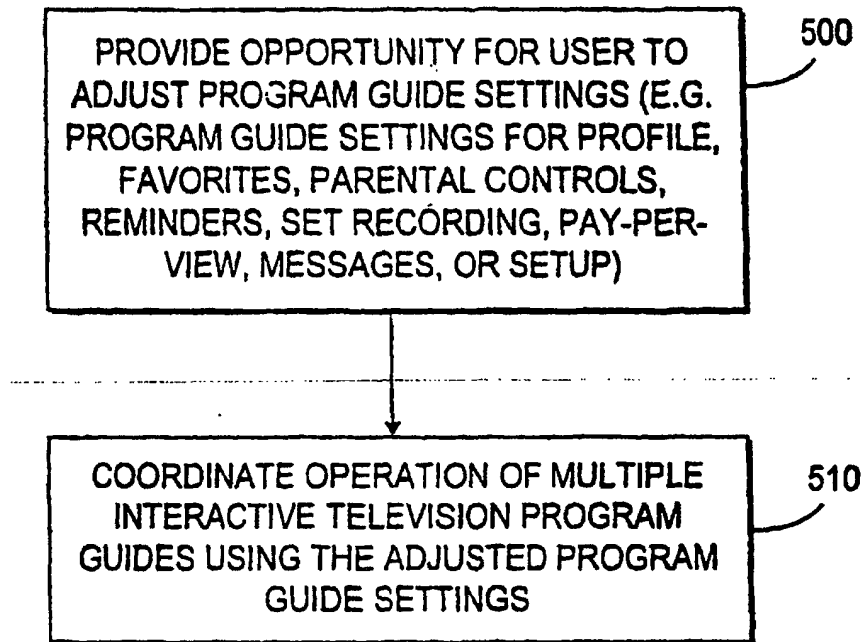 500
PROVIDE OPPORTUNITY FOR USER TO
ADJUST PROGRAM GUIDE SETTINGS (E.G.
PROGRAM GUIDE SETTINGS FOR PROFILE,
FAVORITES, PARENTAL CONTROLS,
REMINDERS, SET RECORDING, PAY-PER-
VIEW, MESSAGES, OR SETUP)
510
COORDINATE OPERATION OF MULTIPLE
INTERACTIVE TELEVISION PROGRAM
GUIDES USING THE ADJUSTED PROGRAM
GUIDE SETTINGS